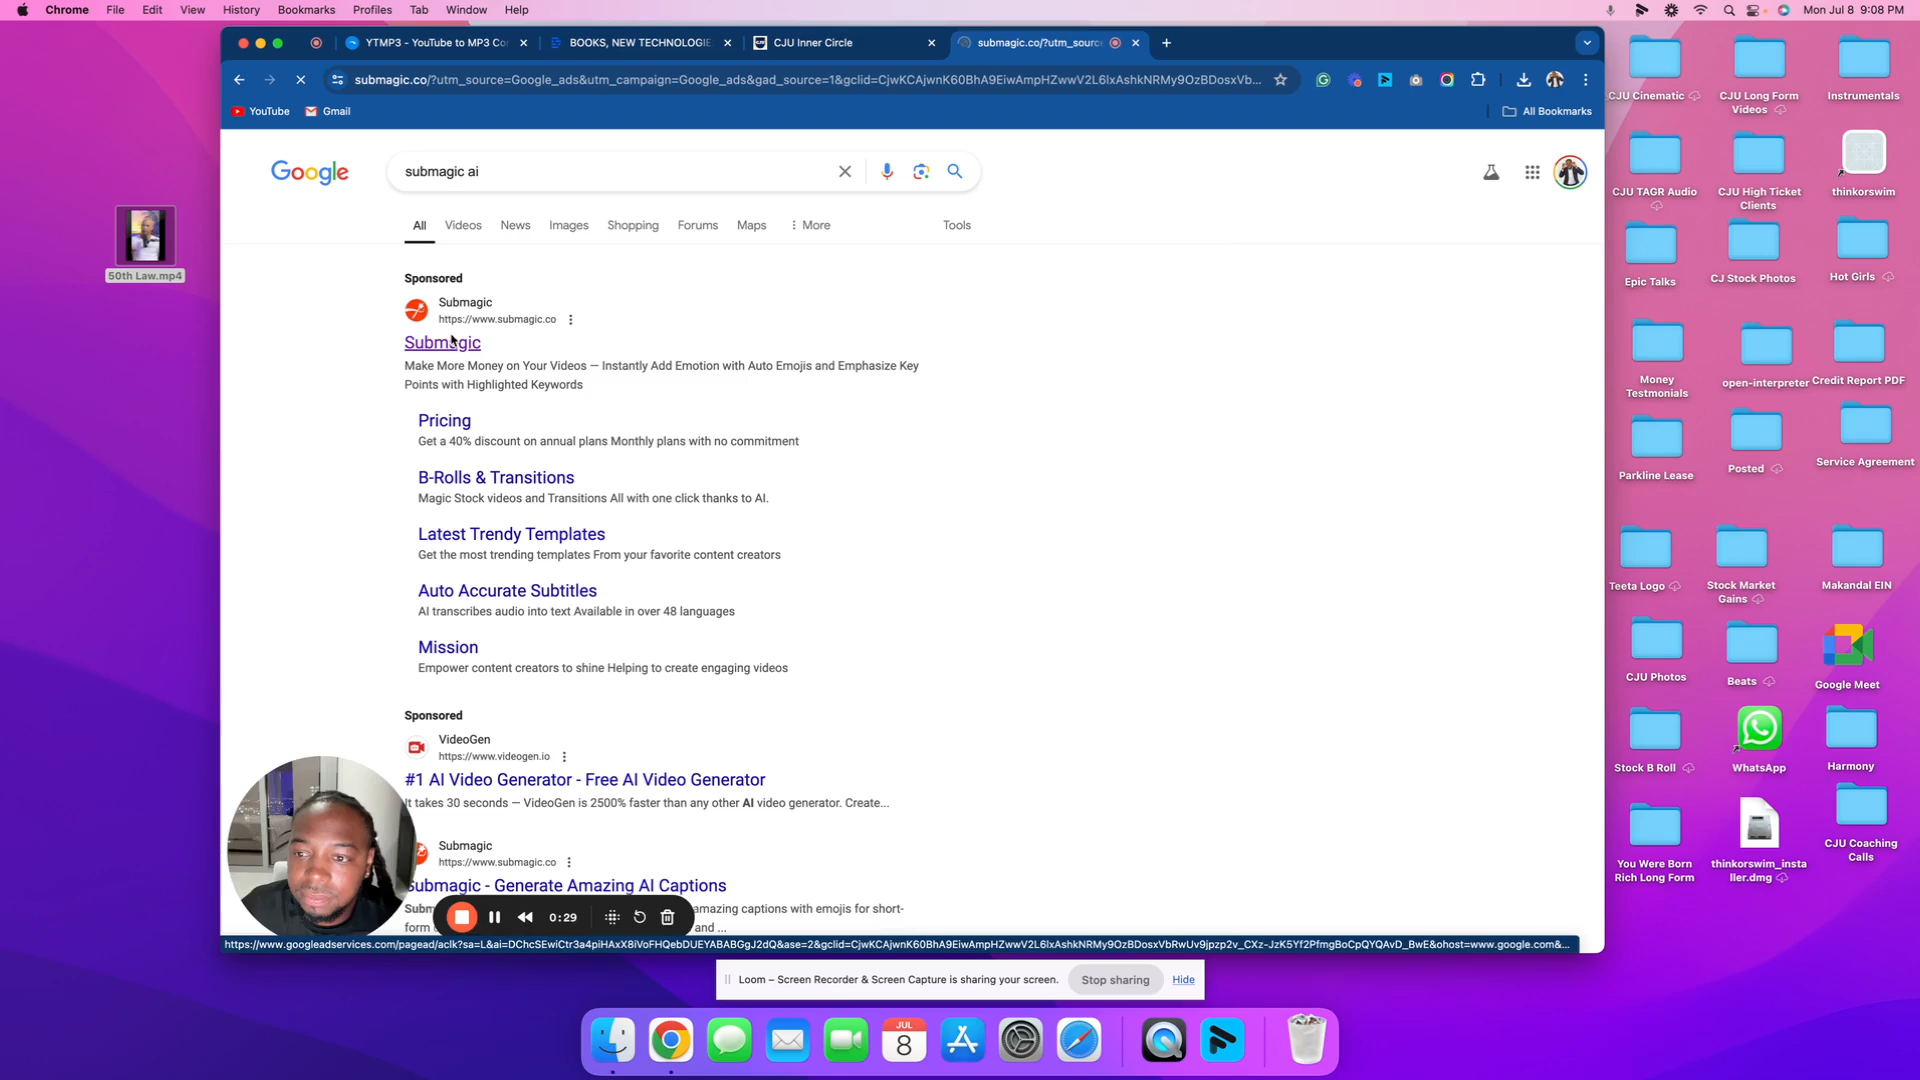 Chrome File Edit View History Bookmarks Profiles Tab Window Help
Mon Jul 8 9:08 PM
YTMP3 - YouTube to MP3 Co
BOOKS, NEW TECHNOLOGIE
CJU Inner Circle
submagic.co/?utm_sourc
submagic.co/?utm_source=Google_ads&utm_campaign=Google_ads&gad_source=1&gclid=CjwKCAjwnK60BhA9EiwAmpHZwwV2L6lxAshkNRMy9OzBDosxVb...
YouTube
Gmail
All Bookmarks
Google
submagic ai
All
Videos
News
Images
Shopping
Forums
Maps
More
Tools
Sponsored
Submagic
https://www.submagic.co
Submagic
Make More Money on Your Videos — Instantly Add Emotion with Auto Emojis and Emphasize Key
Points with Highlighted Keywords
Pricing
Get a 40% discount on annual plans Monthly plans with no commitment
B-Rolls & Transitions
Magic Stock videos and Transitions All with one click thanks to AI.
Latest Trendy Templates
Get the most trending templates From your favorite content creators
Auto Accurate Subtitles
AI transcribes audio into text Available in over 48 languages
Mission
Empower content creators to shine Helping to create engaging videos
Sponsored
VideoGen
https://www.videogen.io
#1 AI Video Generator - Free AI Video Generator
It takes 30 seconds — VideoGen is 2500% faster than any other AI video generator. Create...
Submagic
https://www.submagic.co
Submagic - Generate Amazing AI Captions
Subm
amazing captions with emojis for short-
form
and ...
0:29
Loom – Screen Recorder & Screen Capture is sharing your screen.
Stop sharing
Hide
50th Law.mp4
CJU Cinematic
CJU Long Form
Videos
Instrumentals
CJU TAGR Audio
CJU High Ticket
Clients
thinkorswim
Epic Talks
CJ Stock Photos
Hot Girls
Money
Testmonials
open-interpreter
Credit Report PDF
Parkline Lease
Posted
Service Agreement
Teeta Logo
Stock Market
Gains
Makandal EIN
CJU Photos
Beats
Google Meet
Stock B Roll
WhatsApp
Harmony
You Were Born
Rich Long Form
thinkorswim_insta
ller.dmg
CJU Coaching
Calls
JUL
8